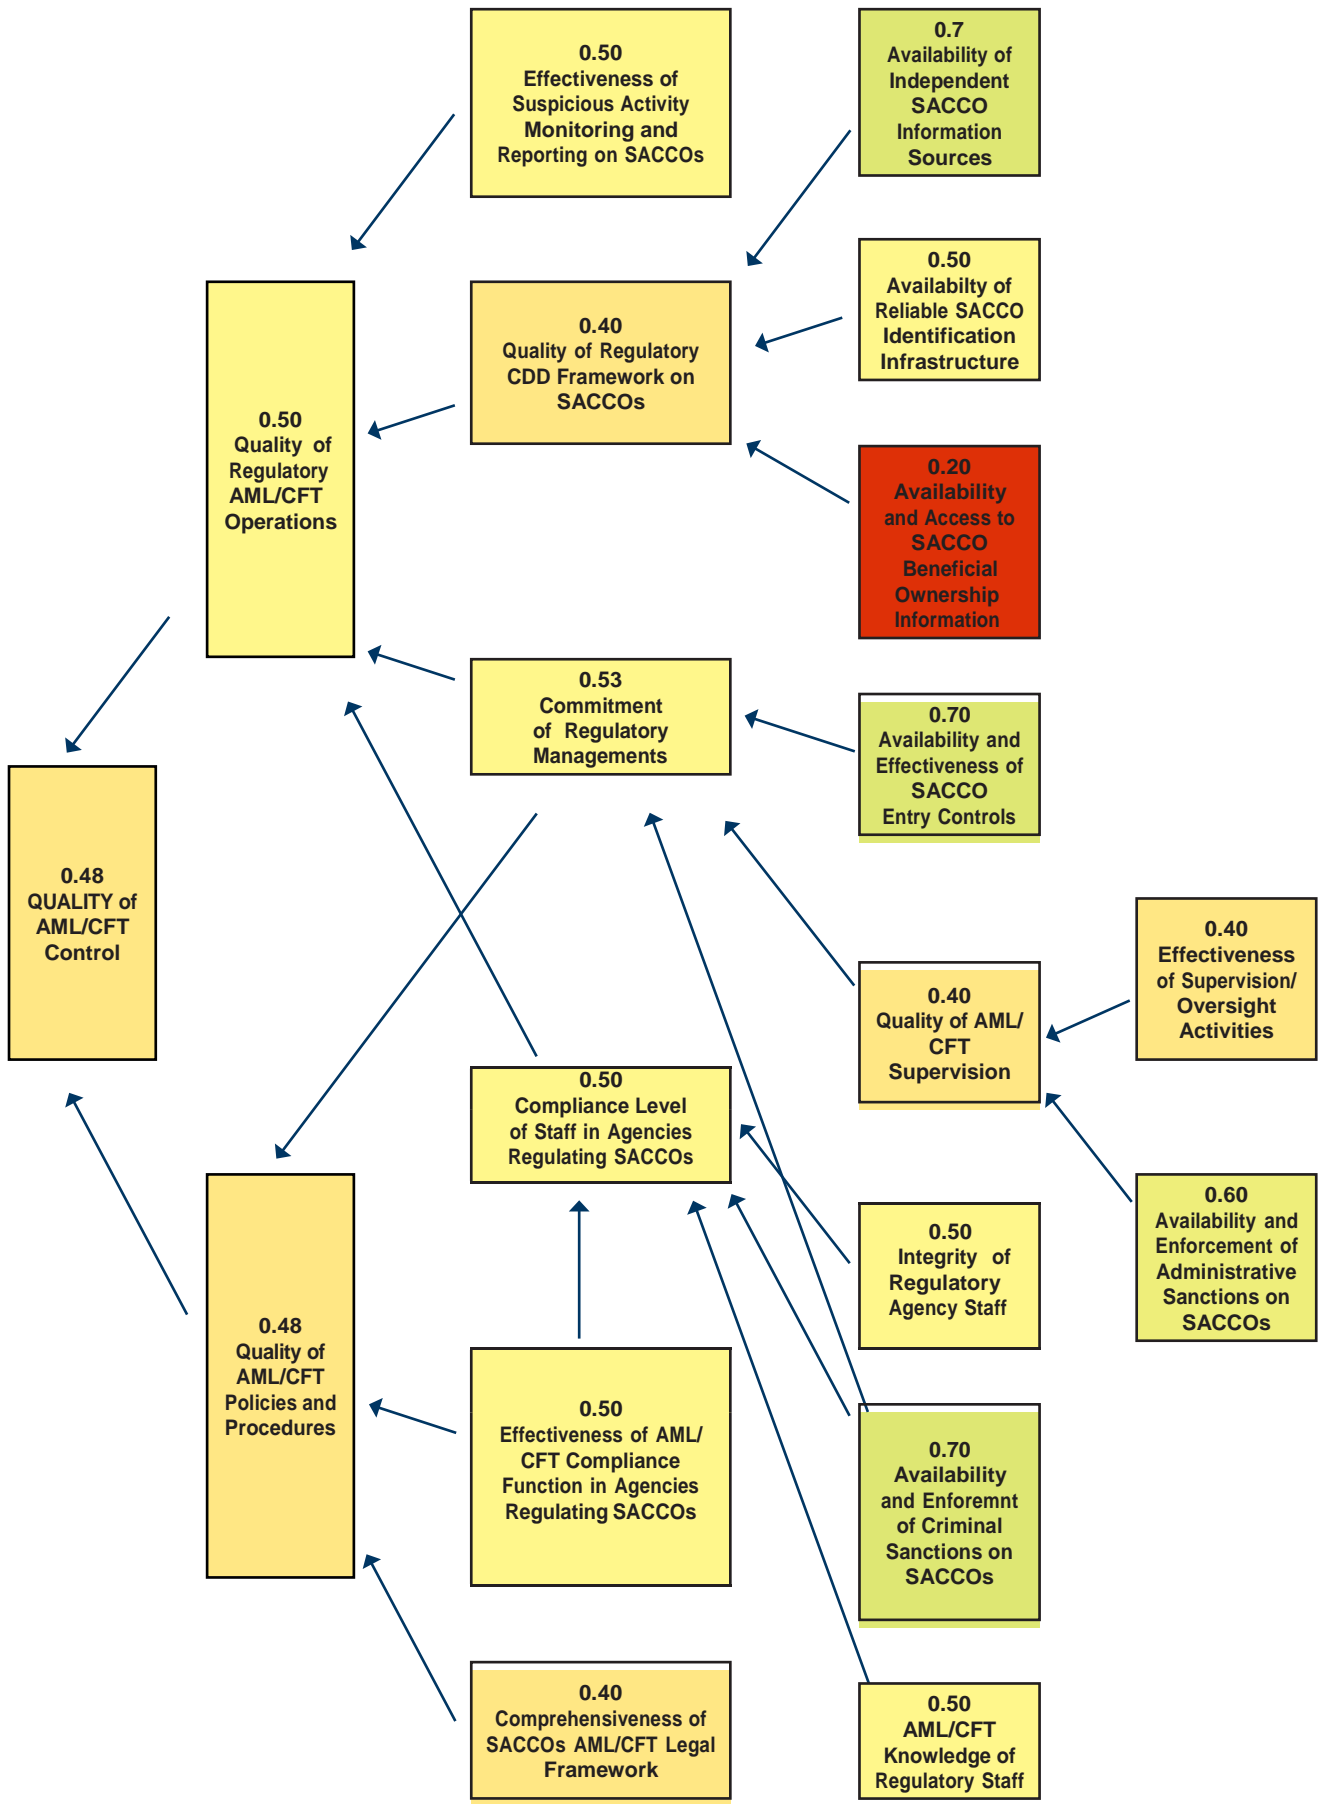 0.50
Effectiveness of
Suspicious Activity
Monitoring and
Reporting on SACCOs
0.7
Availability of
Independent
SACCO
Information
Sources
0.50
Availabilty of
Reliable SACCO
Identification
Infrastructure
0.40
Quality of Regulatory
CDD Framework on
SACCOs
0.50
Quality of
Regulatory
AML/CFT
Operations
0.20
Availability
and Access to
SACCO
Beneficial
Ownership
Information
0.53
Commitment
of Regulatory
Managements
0.70
Availability and
Effectiveness of
SACCO
Entry Controls
0.48
QUALITY of
AML/CFT
Control
0.40
Effectiveness
of Supervision/
Oversight
Activities
0.40
Quality of AML/
CFT
Supervision
0.50
Compliance Level
of Staff in Agencies
Regulating SACCOs
0.60
Availability and
Enforcement of
Administrative
Sanctions on
SACCOs
0.50
Integrity of
Regulatory
Agency Staff
0.48
Quality of
AML/CFT
Policies and
Procedures
0.50
Effectiveness of AML/
CFT Compliance
Function in Agencies
Regulating SACCOs
0.70
Availability
and Enforemnt
of Criminal
Sanctions on
SACCOs
0.40
Comprehensiveness of
SACCOs AML/CFT Legal
Framework
0.50
AML/CFT
Knowledge of
Regulatory Staff